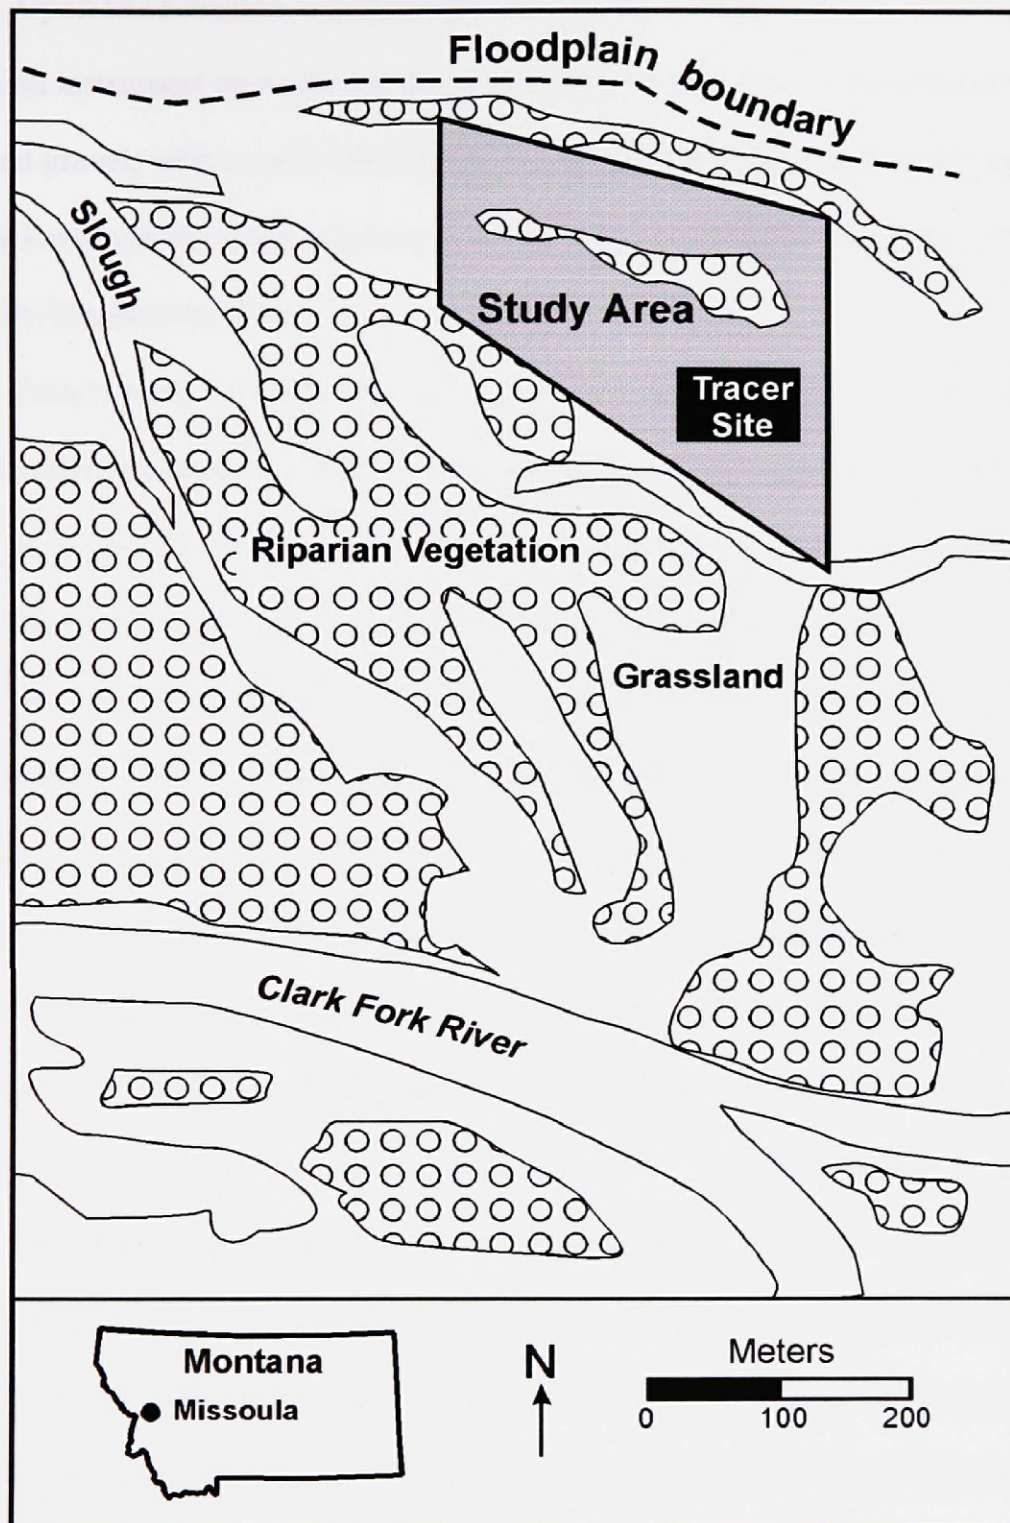 Floodplain boundary
Slough
Study Area
Tracer
Site
Riparian Vegetation
Grassland
Clark Fork River
Montana
Missoula
N
Meters
0 100 200